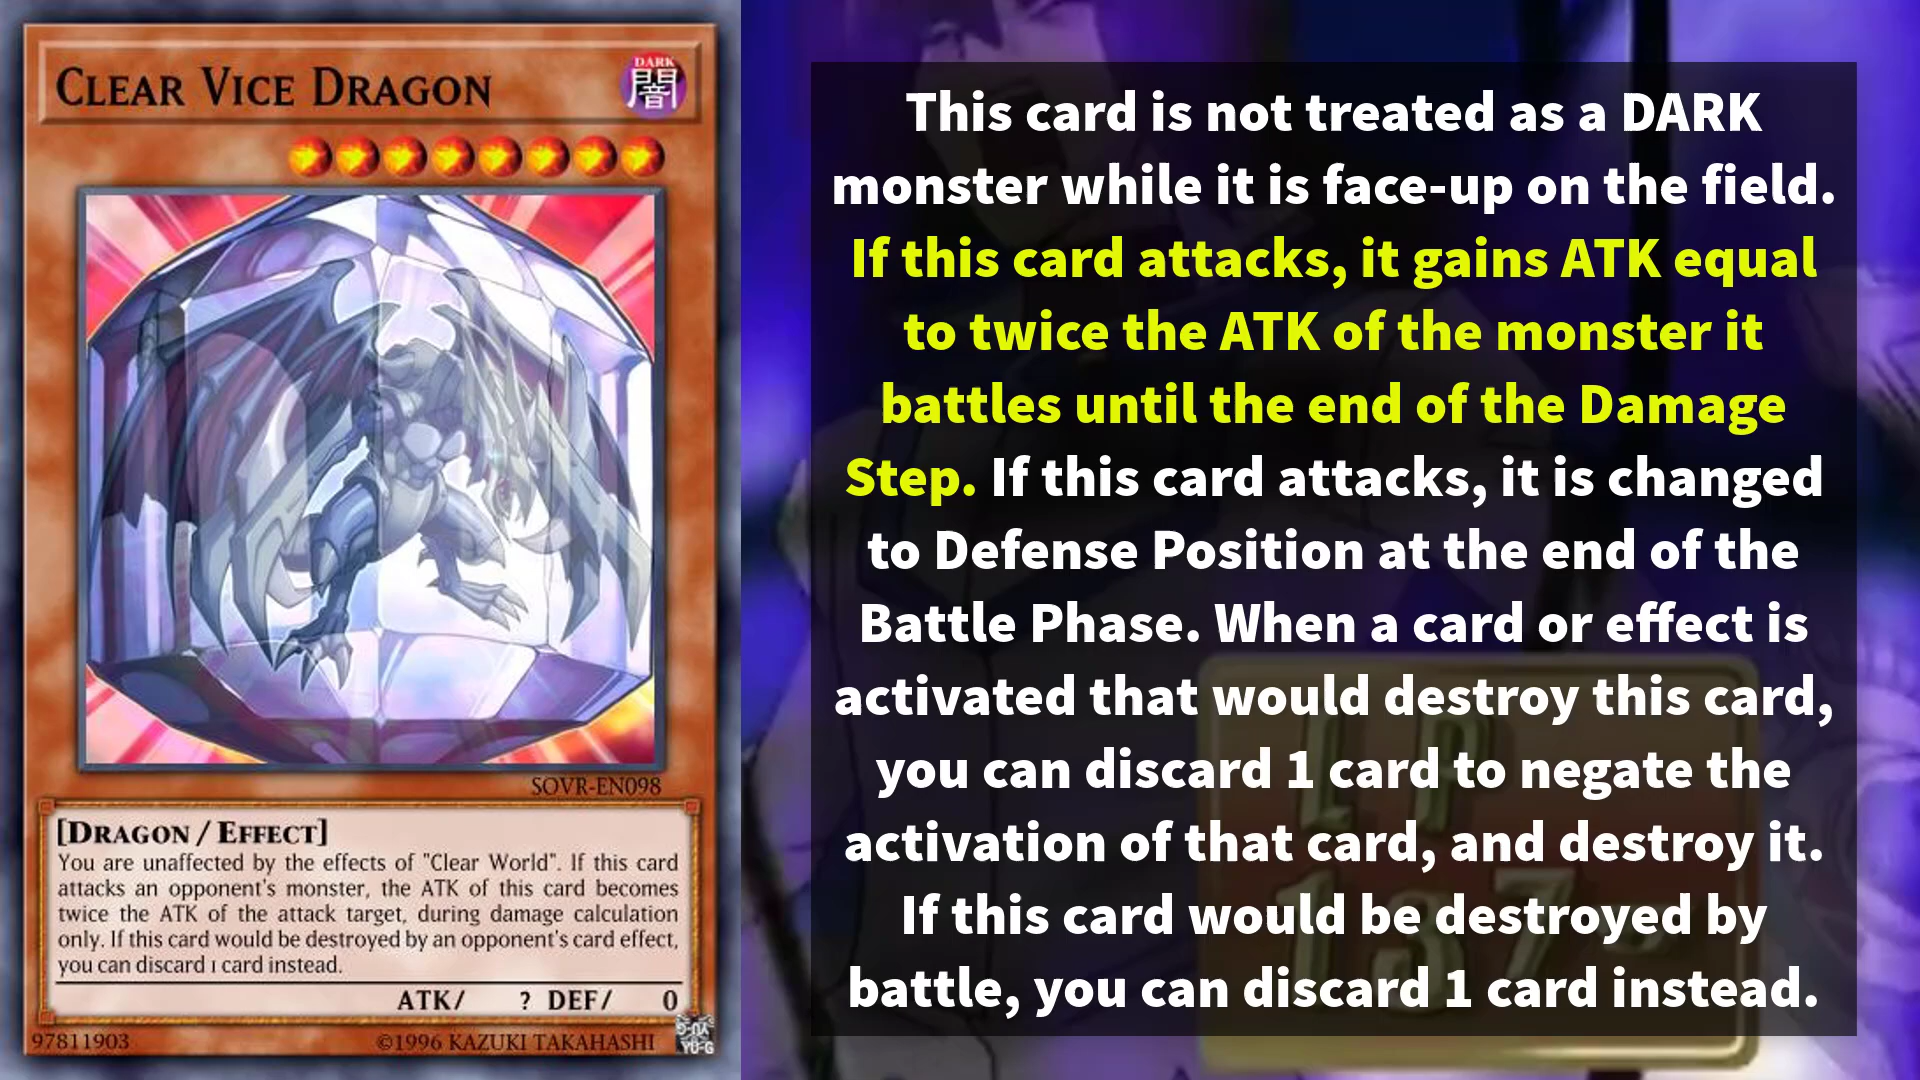 CLEAR VICE DRAGON
DARK
闇
SOVR-EN098
[DRAGON / EFFECT]
You are unaffected by the effects of "Clear World". If this card
attacks an opponent's monster, the ATK of this card becomes
twice the ATK of the attack target, during damage calculation
only. If this card would be destroyed by an opponent's card effect,
you can discard 1 card instead.
ATK/ ? DEF/ 0
97811903
©1996 KAZUKI TAKAHASHI
This card is not treated as a DARK
monster while it is face-up on the field.
If this card attacks, it gains ATK equal
to twice the ATK of the monster it
battles until the end of the Damage
Step. If this card attacks, it is changed
to Defense Position at the end of the
Battle Phase. When a card or effect is
activated that would destroy this card,
you can discard 1 card to negate the
activation of that card, and destroy it.
If this card would be destroyed by
battle, you can discard 1 card instead.